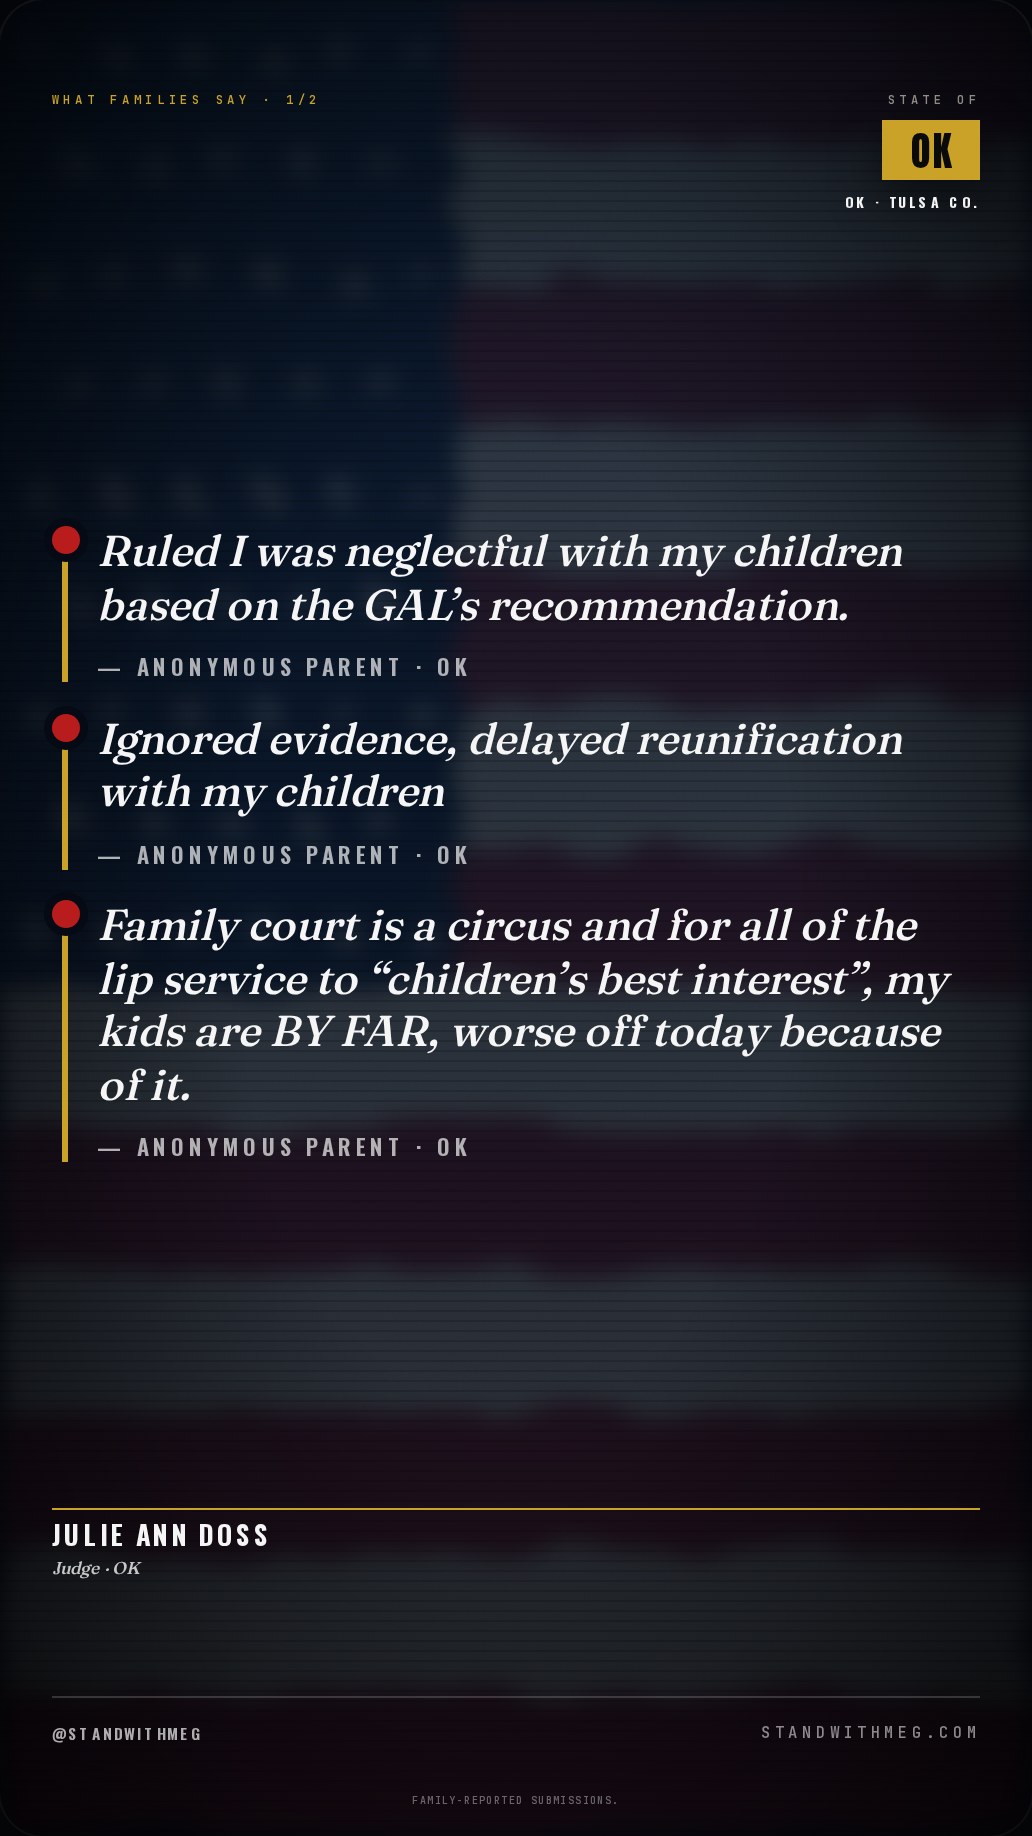 WHAT FAMILIES SAY · 1/2
STATE OF
OK
OK · TULSA CO.
Ruled I was neglectful with my children
based on the GAL’s recommendation.
— ANONYMOUS PARENT · OK
Ignored evidence, delayed reunification
with my children
— ANONYMOUS PARENT · OK
Family court is a circus and for all of the
lip service to “children’s best interest”, my
kids are BY FAR, worse off today because
of it.
— ANONYMOUS PARENT · OK
JULIE ANN DOSS
Judge · OK
@STANDWITHMEG
STANDWITHMEG.COM
FAMILY-REPORTED SUBMISSIONS.